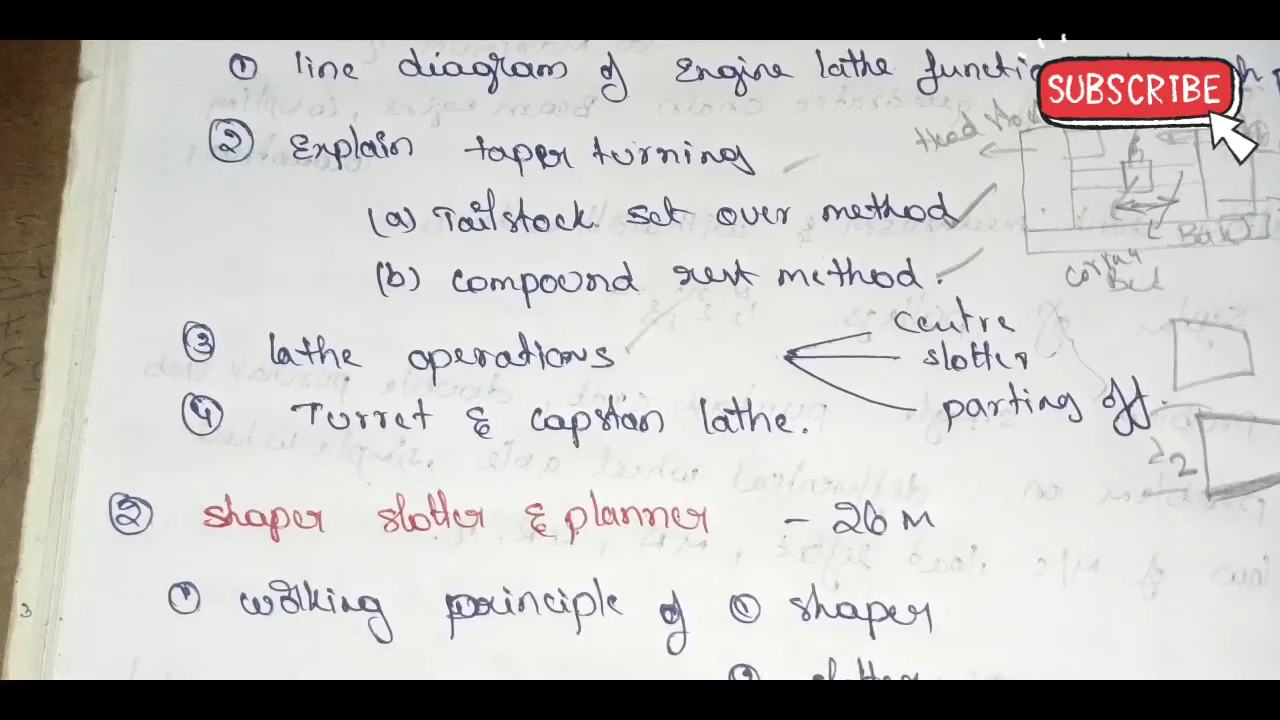 ① line diagram of Engine lathe functi
SUBSCRIBE
② Explain taper turning
(a) Tailstock set over method
(b) compound rest method.
③ lathe operations
centre
slotter
parting off.
④ Turret & capstan lathe.
② shaper slotter & planner - 26 M
① working principle of ① shaper
② slotter